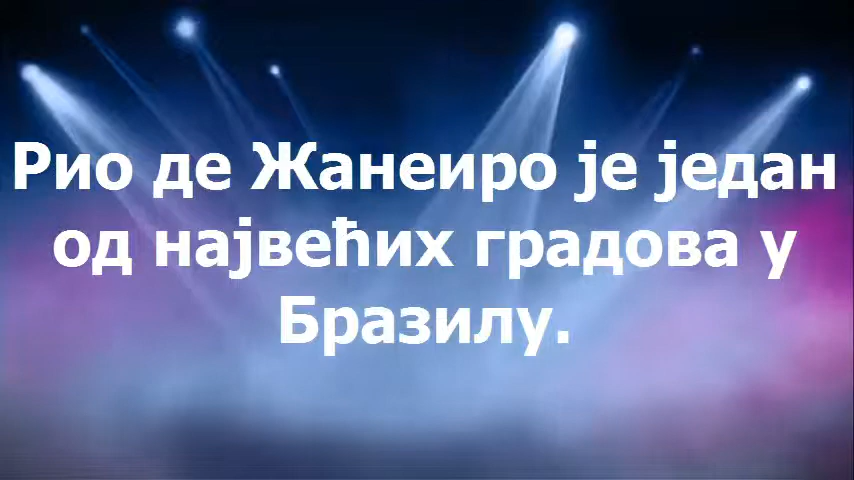 Рио де Жанеиро је један
од највећих градова у
Бразилу.